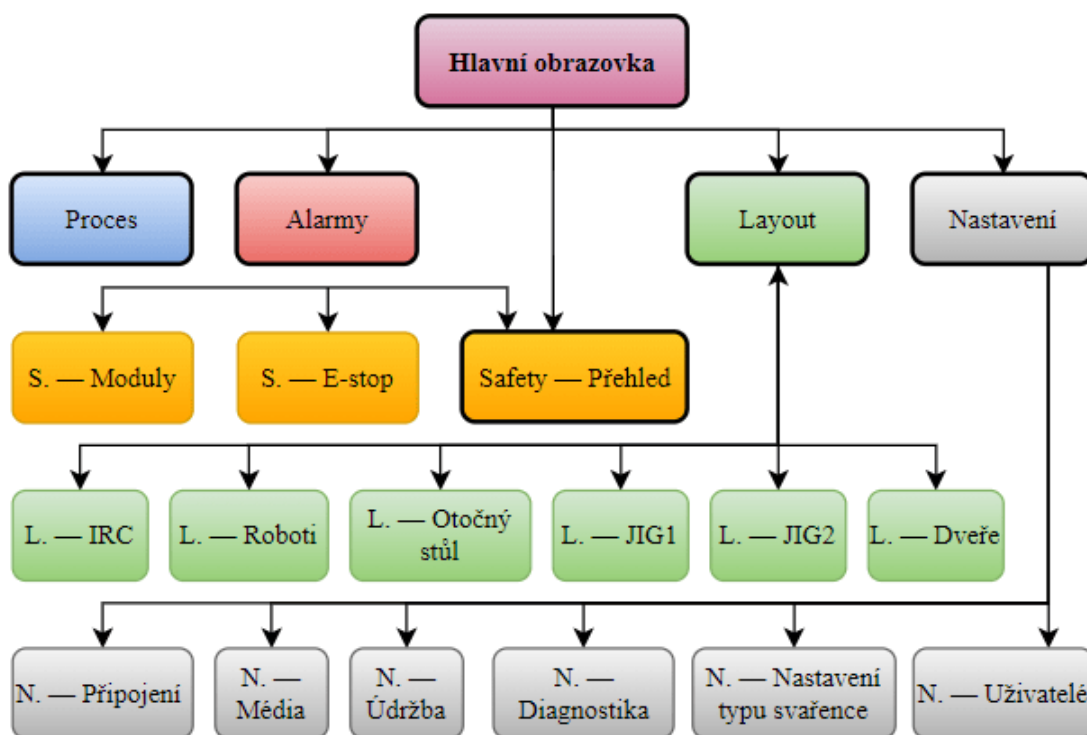 Hlavní obrazovka
Proces
Alarmy
Layout
Nastavení
S. — Moduly
S. — E-stop
Safety — Přehled
L. — IRC
L. — Roboti
L. — Otočný
stůl
L. — JIG1
L. — JIG2
L. — Dveře
N. — Připojení
N. —
Média
N. —
Údržba
N. —
Diagnostika
N. — Nastavení
typu svařence
N. — Uživatelé